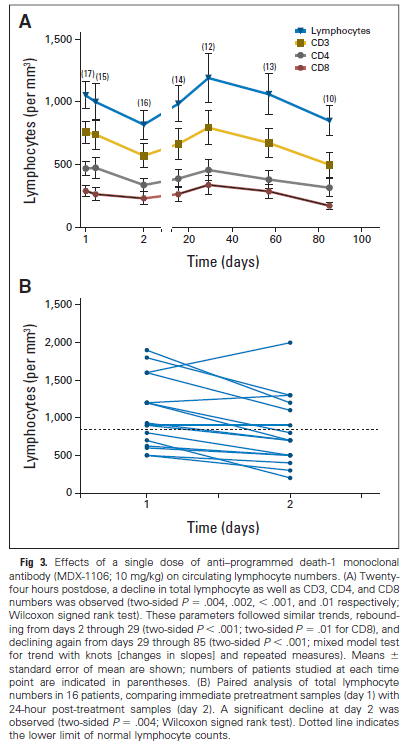 A
Lymphocytes
CD3
CD4
CD8
1,500
1,000
500
0
Lymphocytes (per mm³)
(17)
(15)
(16)
(14)
(12)
(13)
(10)
1
2
20
40
60
80
100
Time (days)
B
1,500
2,000
1,500
1,000
500
0
Lymphocytes (per mm³)
1
2
Time (days)
Fig 3. Effects of a single dose of anti–programmed death-1 monoclonal
antibody (MDX-1106; 10 mg/kg) on circulating lymphocyte numbers. (A) Twenty-
four hours postdose, a decline in total lymphocyte as well as CD3, CD4, and CD8
numbers was observed (two-sided P = .004, .002, < .001, and .01 respectively;
Wilcoxon signed rank test). These parameters followed similar trends, rebound-
ing from days 2 through 29 (two-sided P < .001; two-sided P = .01 for CD8), and
declining again from days 29 through 85 (two-sided P < .001; mixed model test
for trend with knots [changes in slopes] and repeated measures). Means ±
standard error of mean are shown; numbers of patients studied at each time
point are indicated in parentheses. (B) Paired analysis of total lymphocyte
numbers in 16 patients, comparing immediate pretreatment samples (day 1) with
24-hour post-treatment samples (day 2). A significant decline at day 2 was
observed (two-sided P = .004; Wilcoxon signed rank test). Dotted line indicates
the lower limit of normal lymphocyte counts.